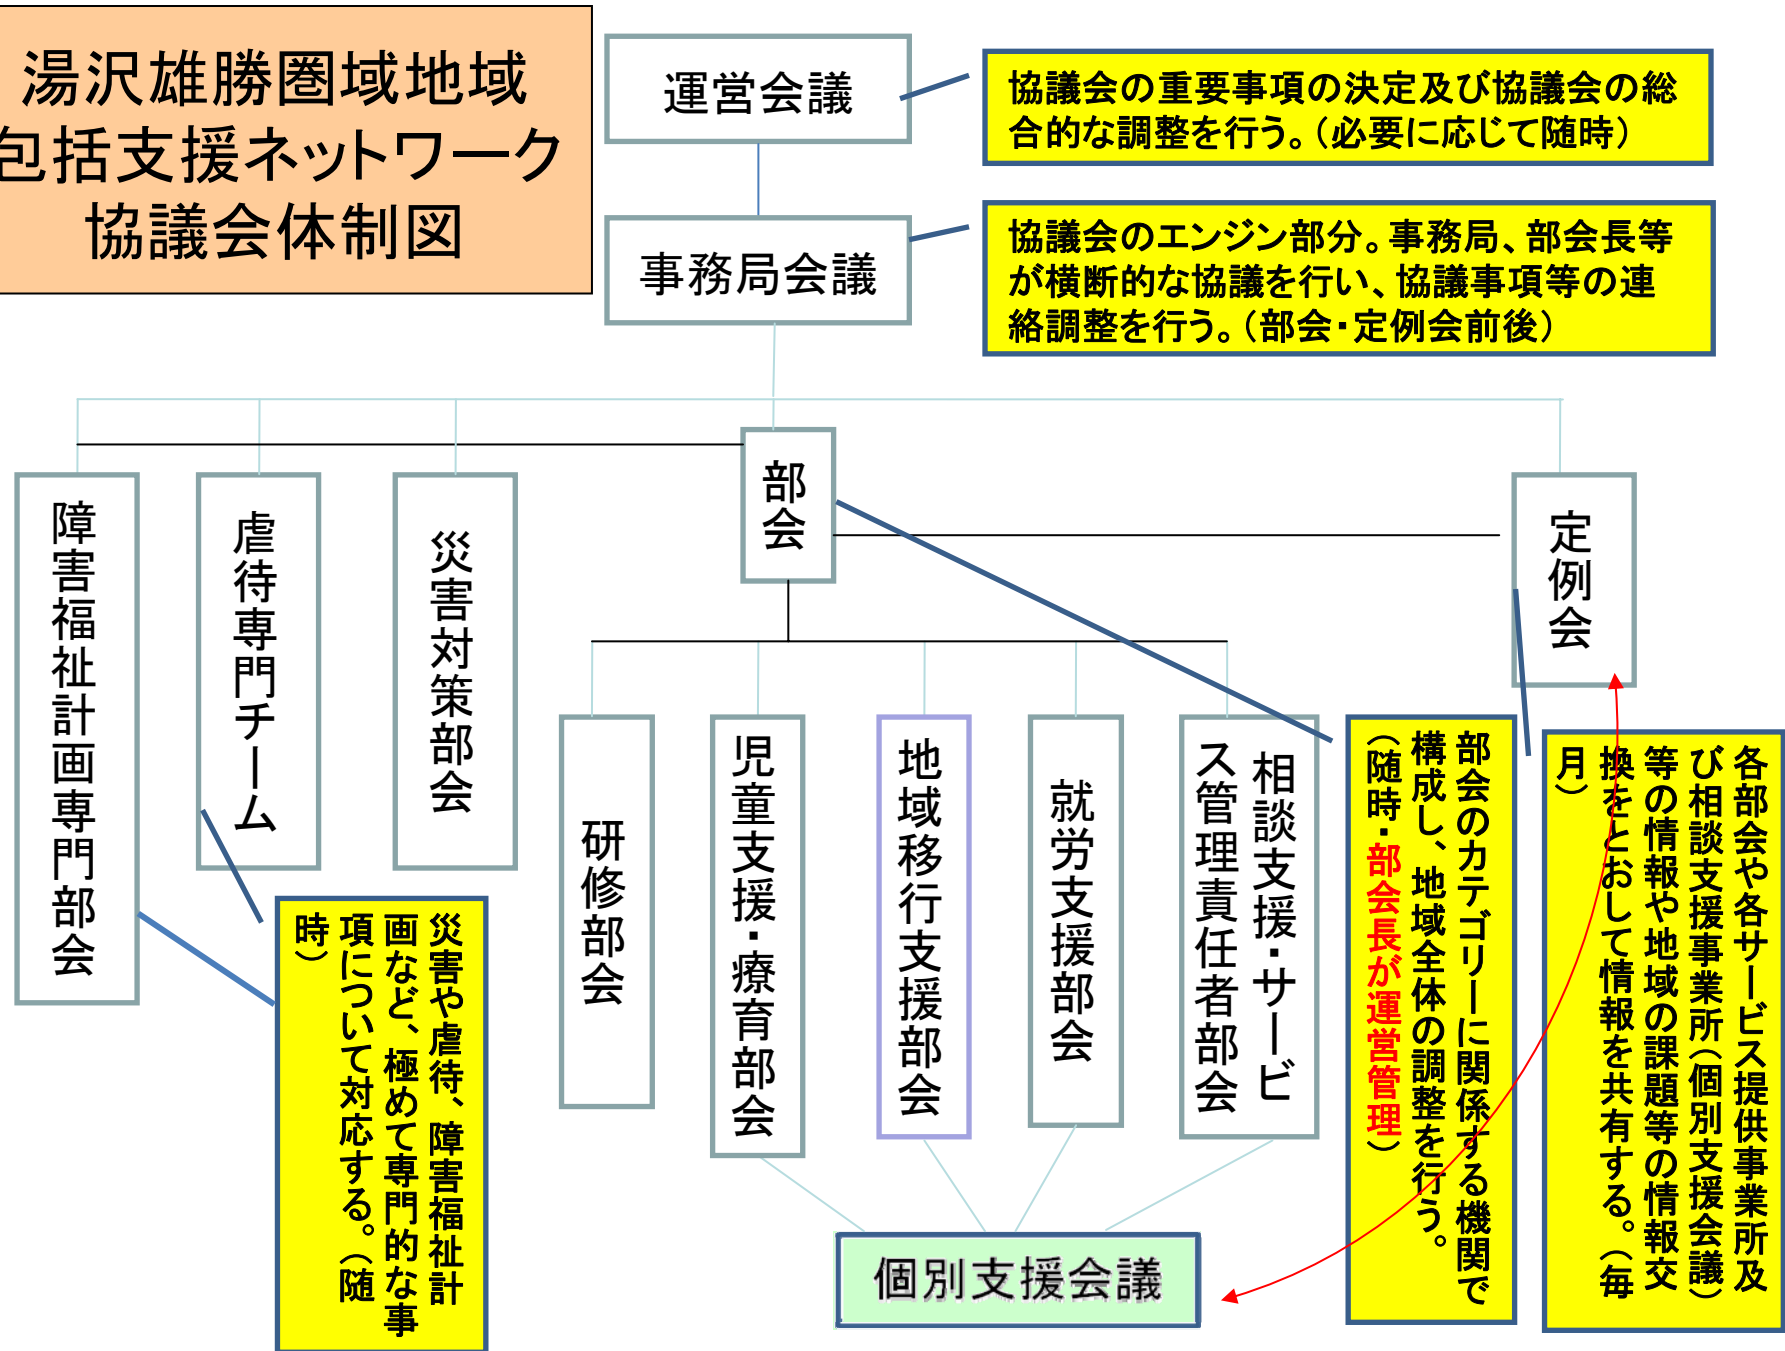 湯沢雄勝圏域地域
包括支援ネットワーク
協議会体制図
運営会議
協議会の重要事項の決定及び協議会の総
合的な調整を行う。（必要に応じて随時）
事務局会議
協議会のエンジン部分。事務局、部会長等
が横断的な協議を行い、協議事項等の連
絡調整を行う。（部会・定例会前後）
部会
定例会
障害福祉計画専門部会
虐待専門チーム
災害対策部会
研修部会
児童支援・療育部会
地域移行支援部会
就労支援部会
相談支援・サービ
ス管理責任者部会
部会のカテゴリーに関係する機関で
構成し、地域全体の調整を行う。
（随時・部会長が運営管理）
各部会や各サービス提供事業所及
び相談支援事業所（個別支援会議）
等の情報や地域の課題等の情報交
換をとおして情報を共有する。（毎
月）
災害や虐待、障害福祉計
画など、極めて専門的な事
項について対応する。（随
時）
個別支援会議